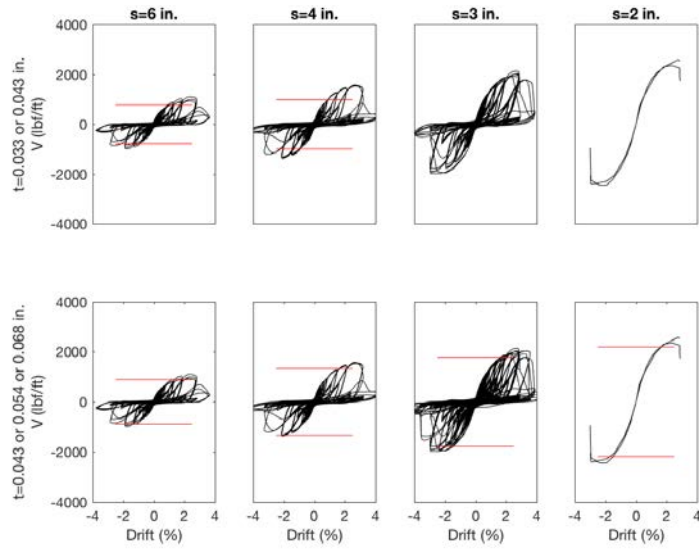 s=6 in. s=4 in. s=3 in. s=2 in.
t=0.033 or 0.043 in.
V (lbf/ft)
4000
2000
0
-2000
-4000
t=0.043 or 0.054 or 0.068 in.
V (lbf/ft)
4000
2000
0
-2000
-4000
-4 -2 0 2 4 -4 -2 0 2 4 -4 -2 0 2 4 -4 -2 0 2 4
Drift (%) Drift (%) Drift (%) Drift (%)